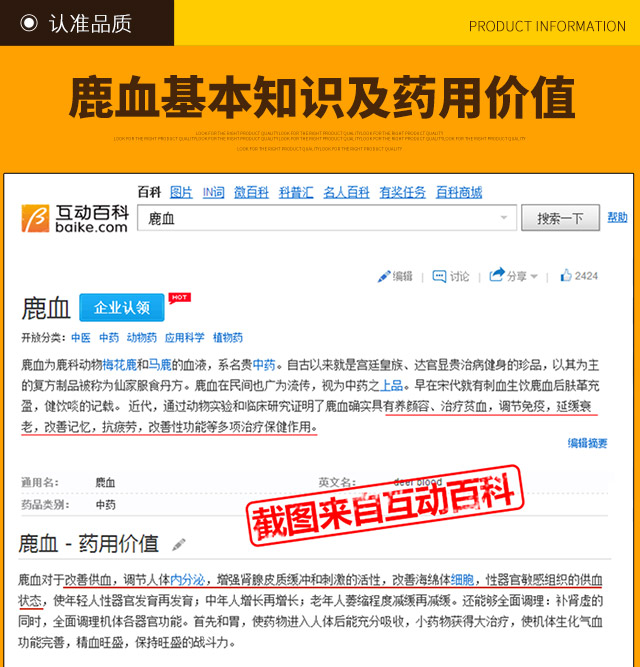 认准品质
PRODUCT INFORMATION
鹿血基本知识及药用价值
LOOK FOR THE RIGHT PRODUCT QUALITYLOOK FOR THE RIGHT PRODUCT QUALITYLOOK FOR THE RIGHT PRODUCT QUALITY
LOOK FOR THE RIGHT PRODUCT QUALITY
百科 图片 IN词 微百科 科普汇 名人百科 有奖任务 百科商城
互动百科
baike.com
鹿血
搜索一下
帮助
编辑 | 讨论 | 分享 | 2424
鹿血 企业认领 HOT
开放分类: 中医 中药 动物药 应用科学 植物药
鹿血为鹿科动物梅花鹿和马鹿的血液，系名贵中药。自古以来就是宫廷皇族、达官显贵治病健身的珍品，以其为主
的复方制品被称为仙家服食丹方。鹿血在民间也广为流传，视为中药之上品。早在宋代就有刺血生饮鹿血后肤革充
盈，健饮啖的记载。 近代，通过动物实验和临床研究证明了鹿血确实具有养颜容、治疗贫血，调节免疫，延缓衰
老，改善记忆，抗疲劳，改善性功能等多项治疗保健作用。
编辑摘要
通用名： 鹿血 英文名： deer blood
药品类别： 中药
截图来自互动百科
鹿血 - 药用价值
鹿血对于改善供血，调节人体内分泌，增强肾腺皮质缓冲和刺激的活性，改善海绵体细胞，性器官敏感组织的供血
状态，使年轻人性器官发育再发育；中年人增长再增长；老年人萎缩程度减缓再减缓。还能够全面调理：补肾虚的
同时，全面调理机体各器官功能。首先和胃，使药物进入人体后能充分吸收，小药物获得大治疗，使机体生化气血
功能完善，精血旺盛，保持旺盛的战斗力。